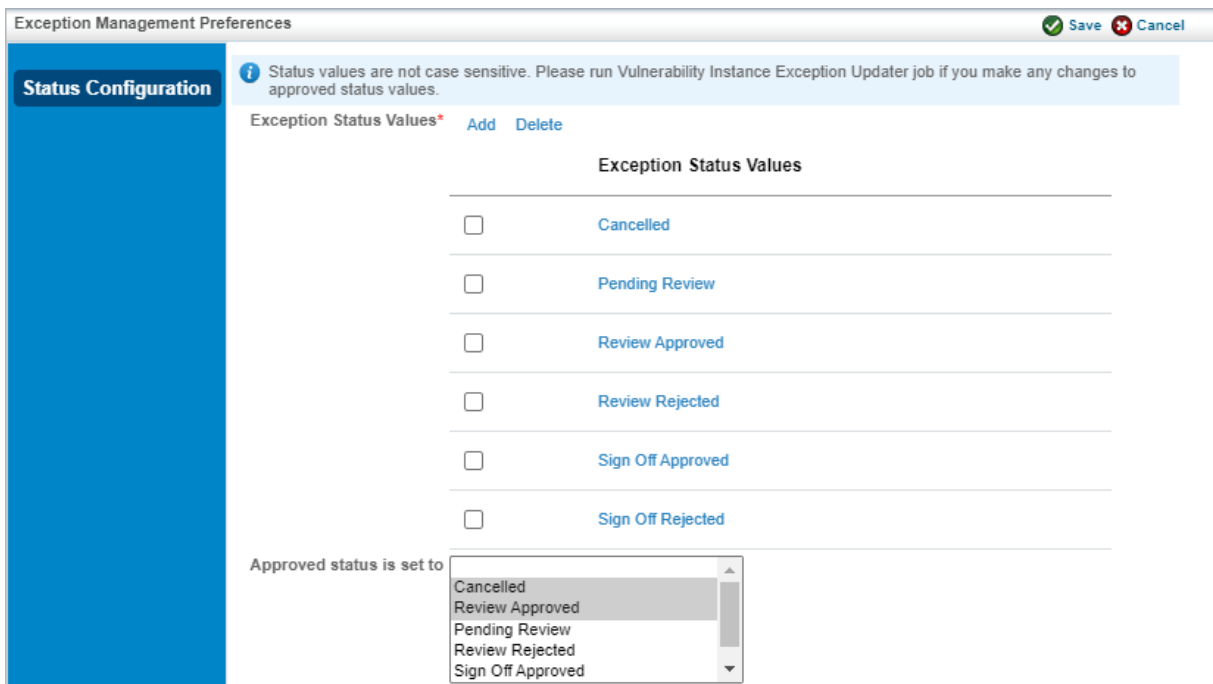 Exception Management Preferences
Save Cancel
Status Configuration
Status values are not case sensitive. Please run Vulnerability Instance Exception Updater job if you make any changes to
approved status values.
Exception Status Values* Add Delete
Exception Status Values
Cancelled
Pending Review
Review Approved
Review Rejected
Sign Off Approved
Sign Off Rejected
Approved status is set to
Cancelled
Review Approved
Pending Review
Review Rejected
Sign Off Approved